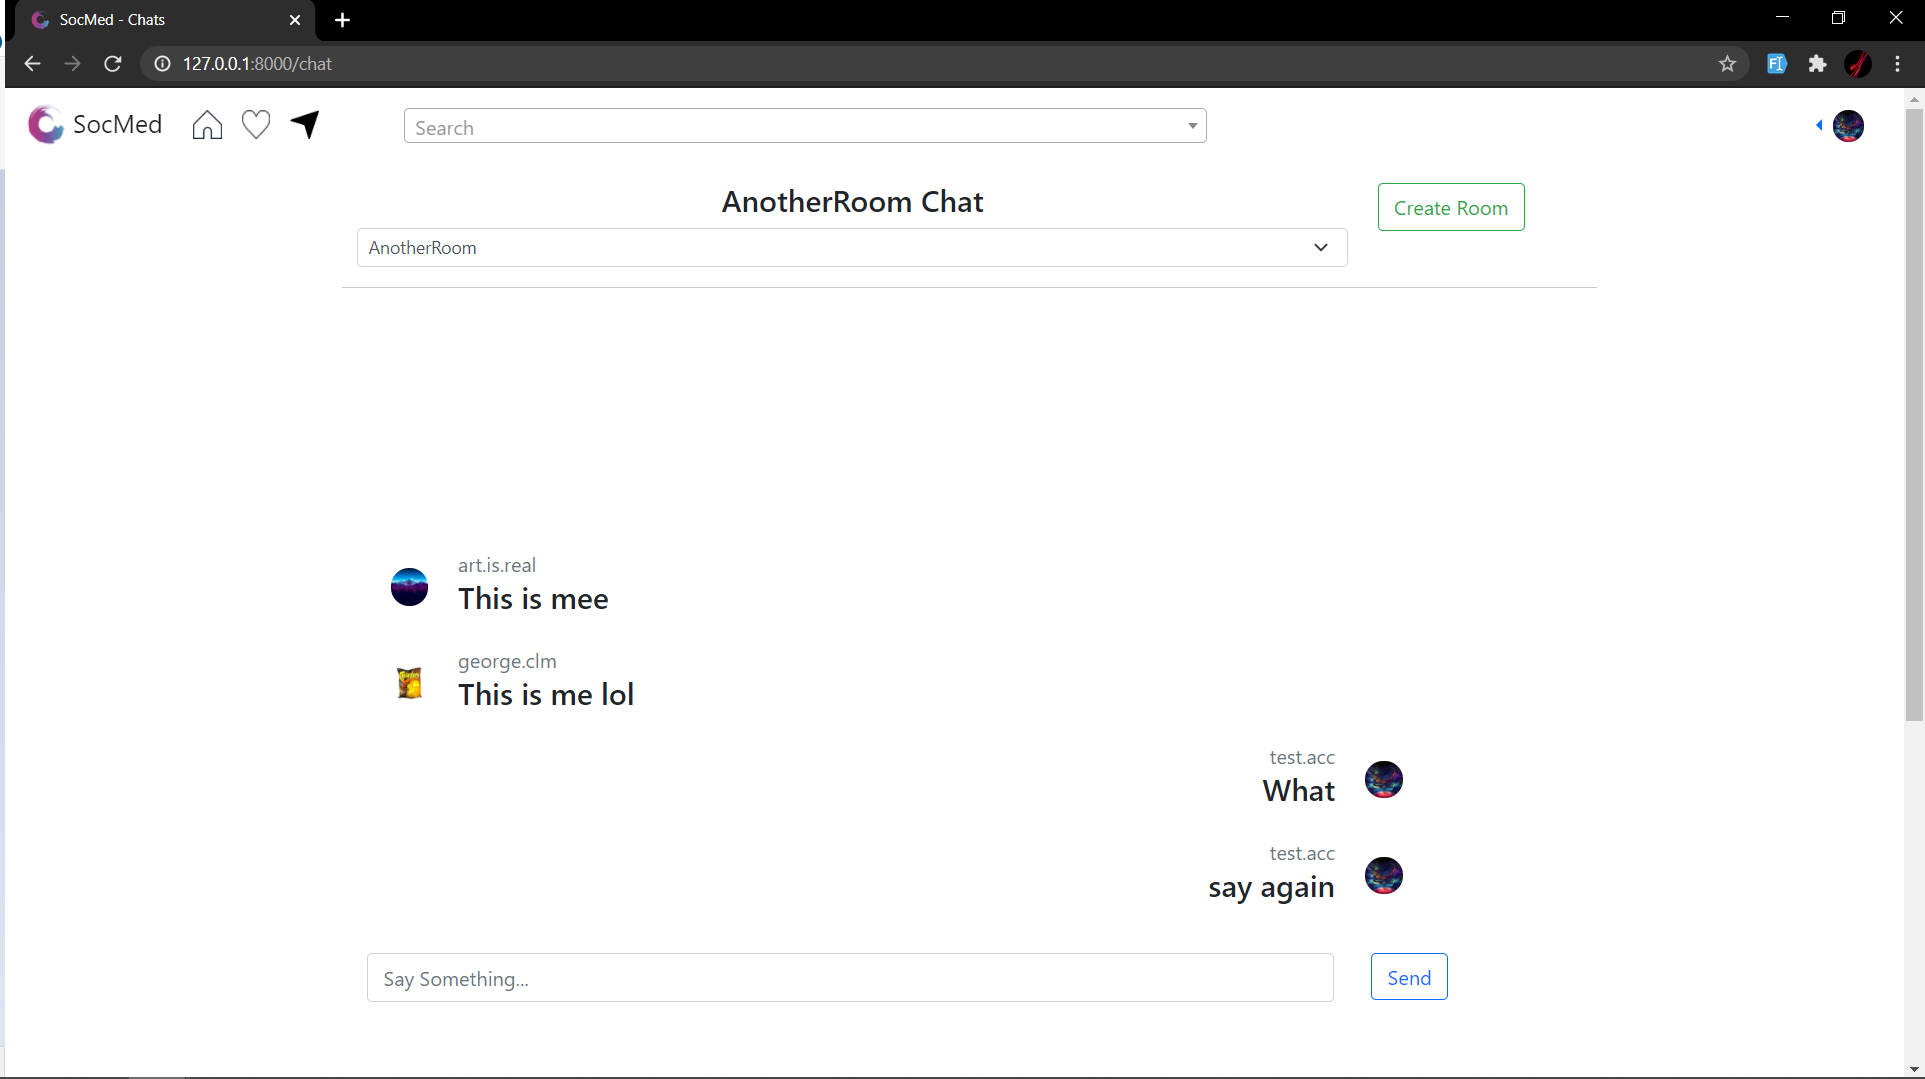 SocMed - Chats
127.0.0.1:8000/chat
SocMed
Search
AnotherRoom Chat
Create Room
AnotherRoom
art.is.real
This is mee
george.clm
This is me lol
test.acc
What
test.acc
say again
Say Something...
Send